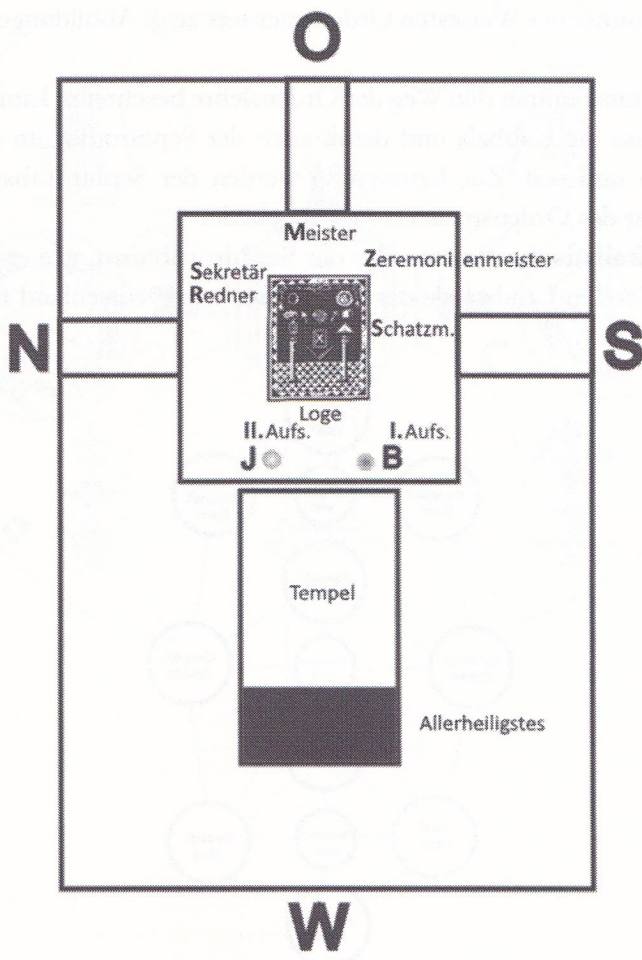 O
Meister
Zeremonienmeister
Sekretär
Redner
N
Schatzm.
S
Loge
II. Aufs.
I. Aufs.
J
B
Tempel
Allerheiligstes
W